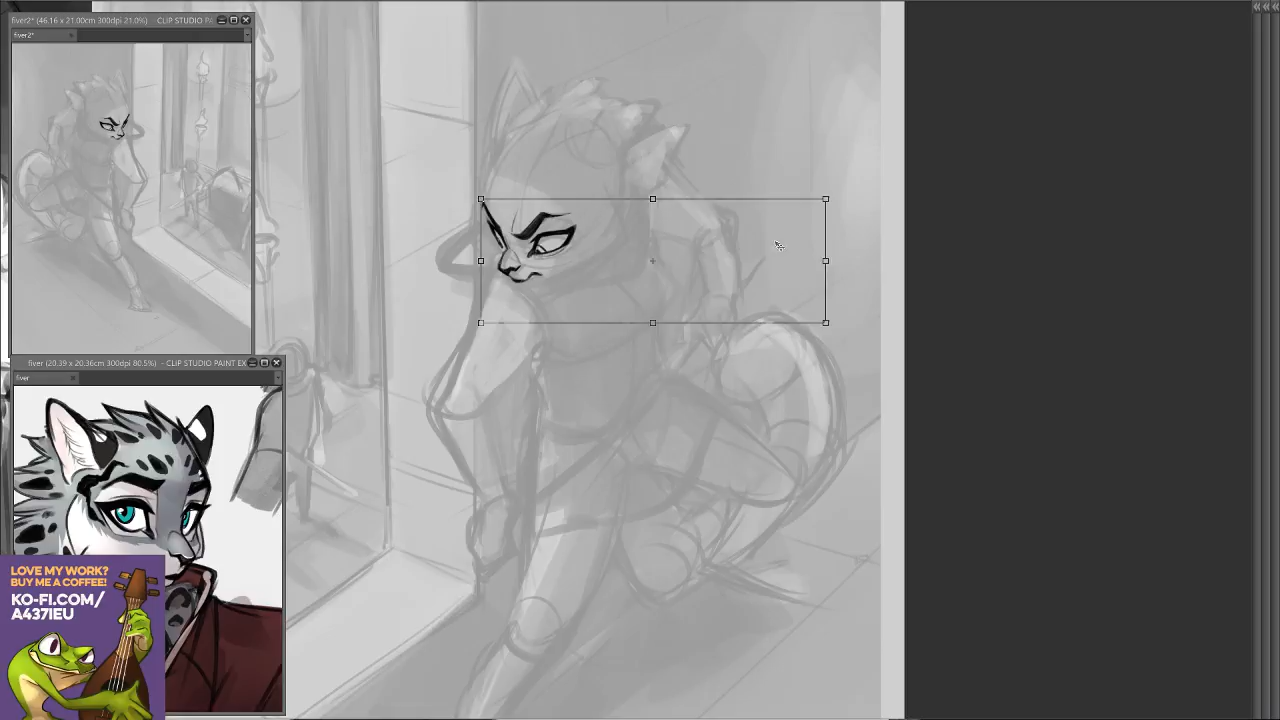 fiver2* (46.16 x 21.00cm 300dpi 21.0%) - CLIP STUDIO PA
fiver2*
fiver (20.39 x 20.36cm 300dpi 80.5%) - CLIP STUDIO PAINT EX
fiver
LOVE MY WORK?
BUY ME A COFFEE!
KO-FI.COM/
A437IEU